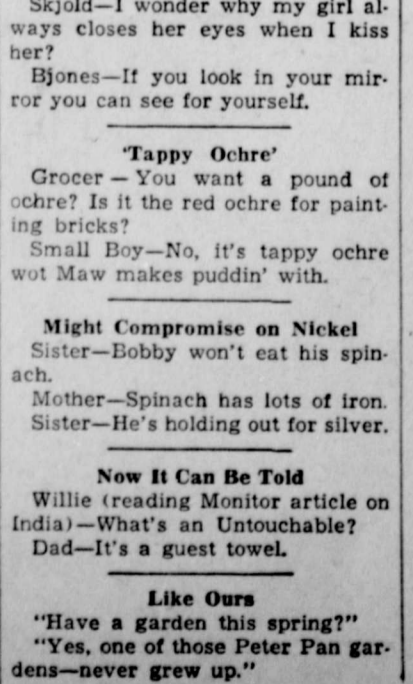 Skjold—I wonder why my girl al-
ways closes her eyes when I kiss
her?
Bjones—If you look in your mir-
ror you can see for yourself.
'Tappy Ochre'
Grocer — You want a pound of
ochre? Is it the red ochre for paint-
ing bricks?
Small Boy—No, it's tappy ochre
wot Maw makes puddin' with.
Might Compromise on Nickel
Sister—Bobby won't eat his spin-
ach.
Mother—Spinach has lots of iron.
Sister—He's holding out for silver.
Now It Can Be Told
Willie (reading Monitor article on
India)—What's an Untouchable?
Dad—It's a guest towel.
Like Ours
"Have a garden this spring?"
"Yes, one of those Peter Pan gar-
dens—never grew up."